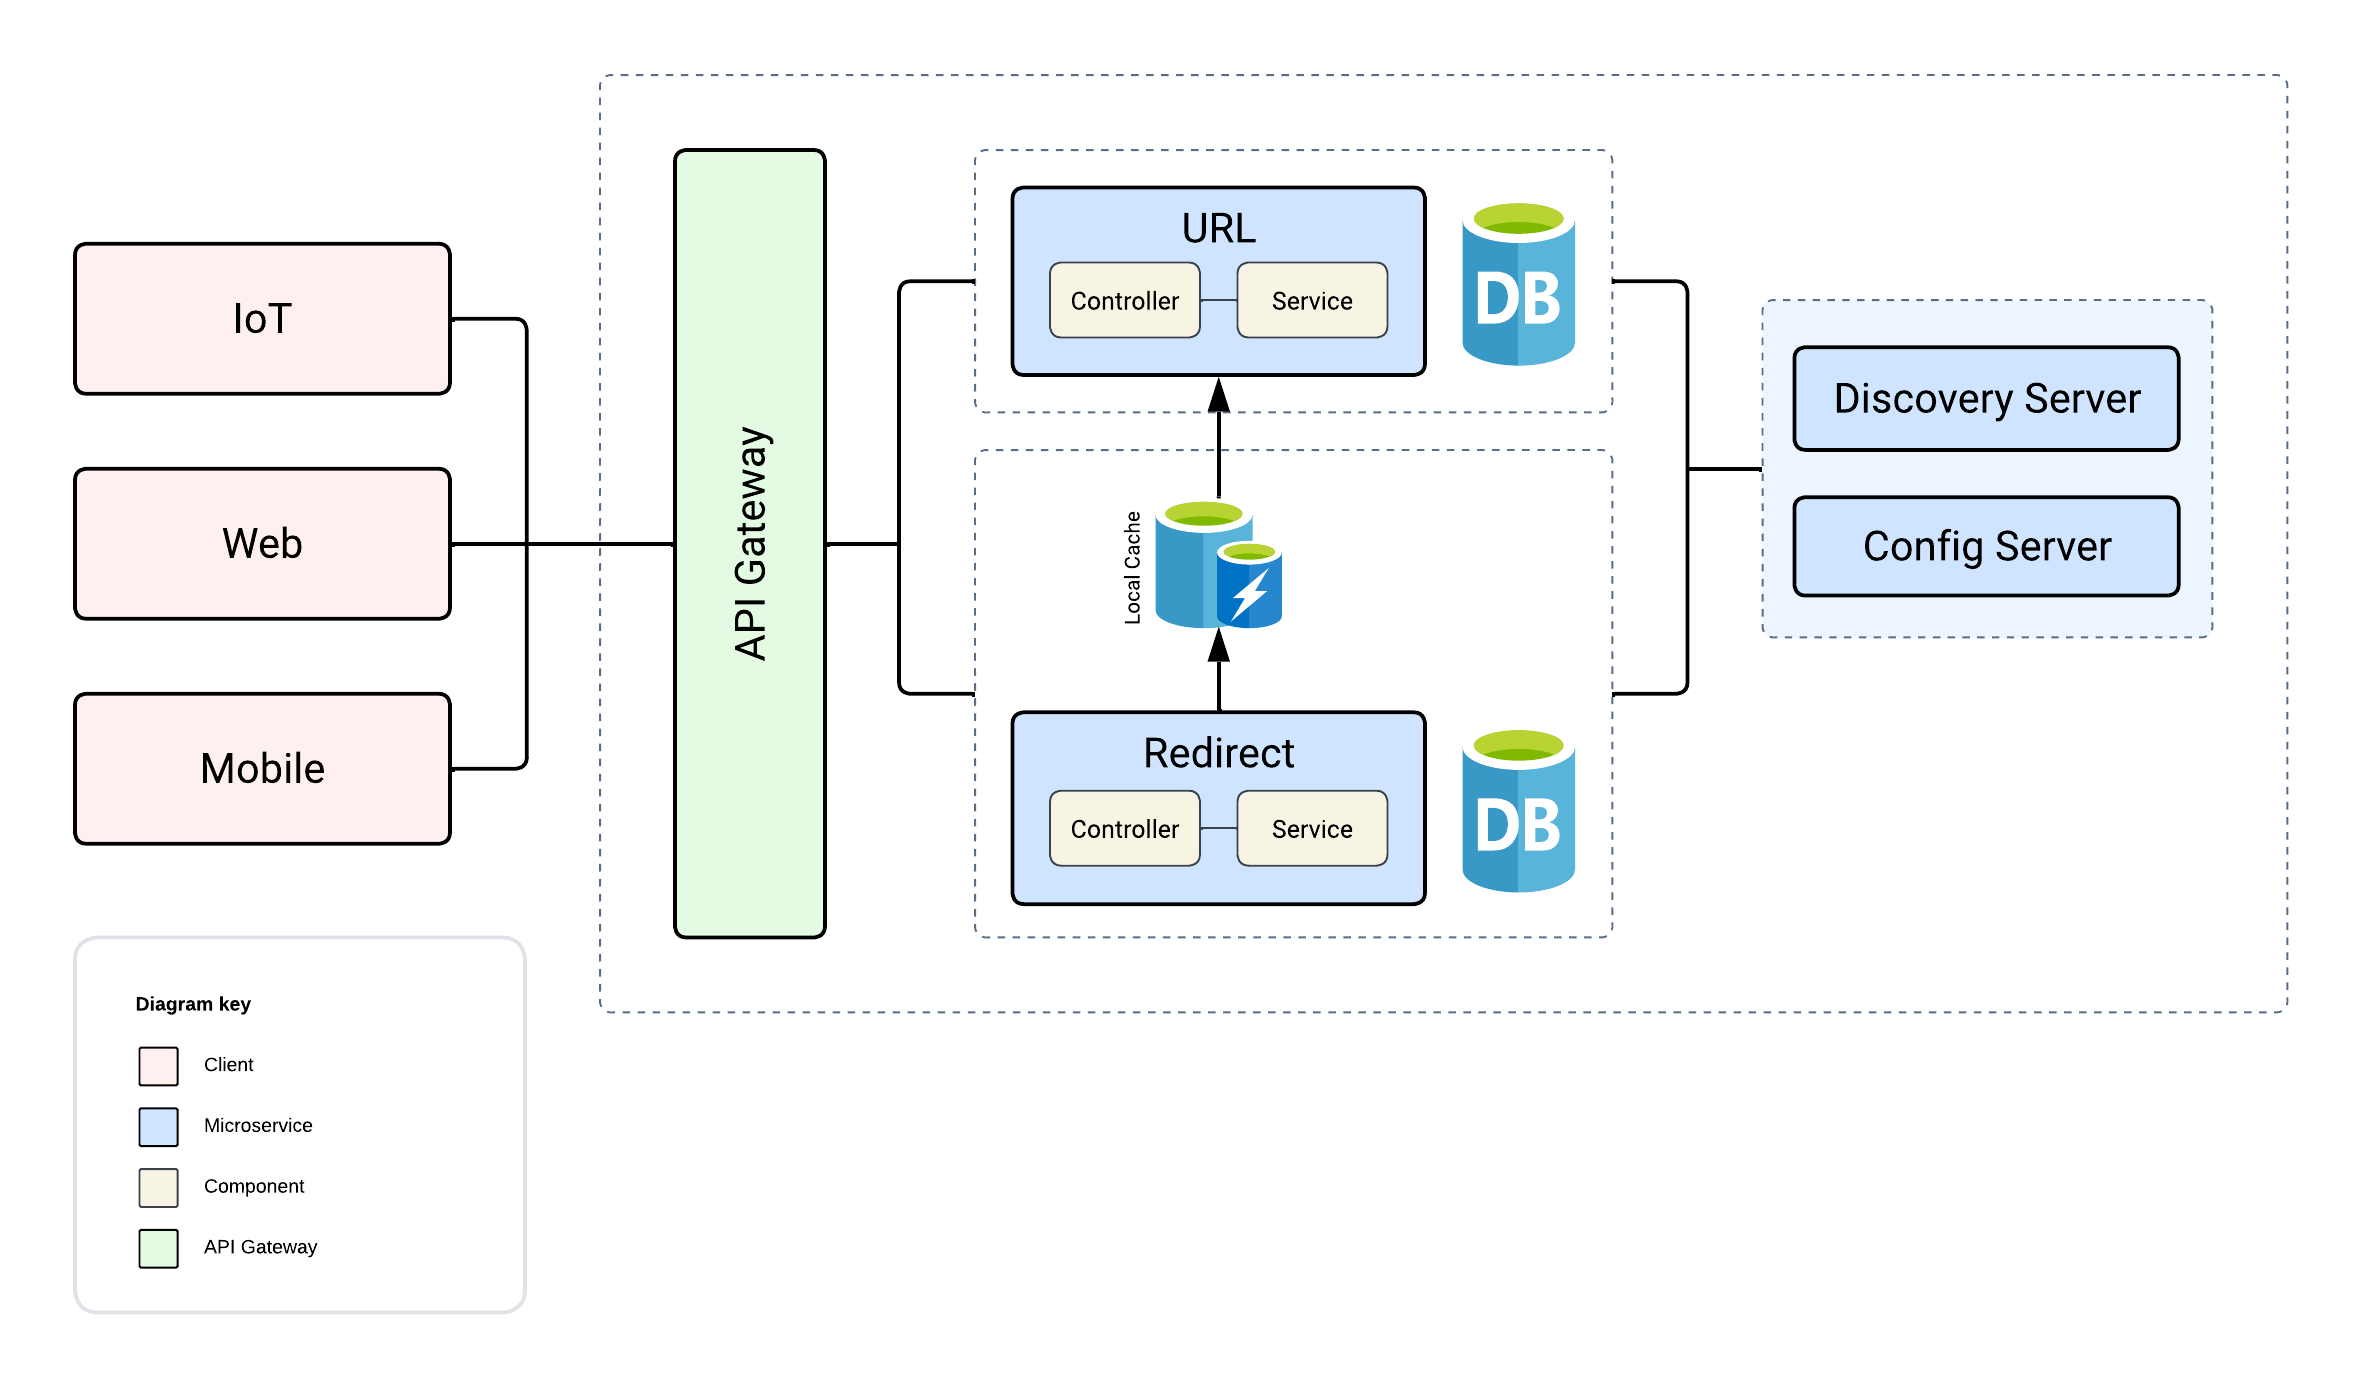 IoT
Web
Mobile
API Gateway
URL
Controller
Service
DB
Local Cache
Redirect
Controller
Service
DB
Discovery Server
Config Server
Diagram key
Client
Microservice
Component
API Gateway